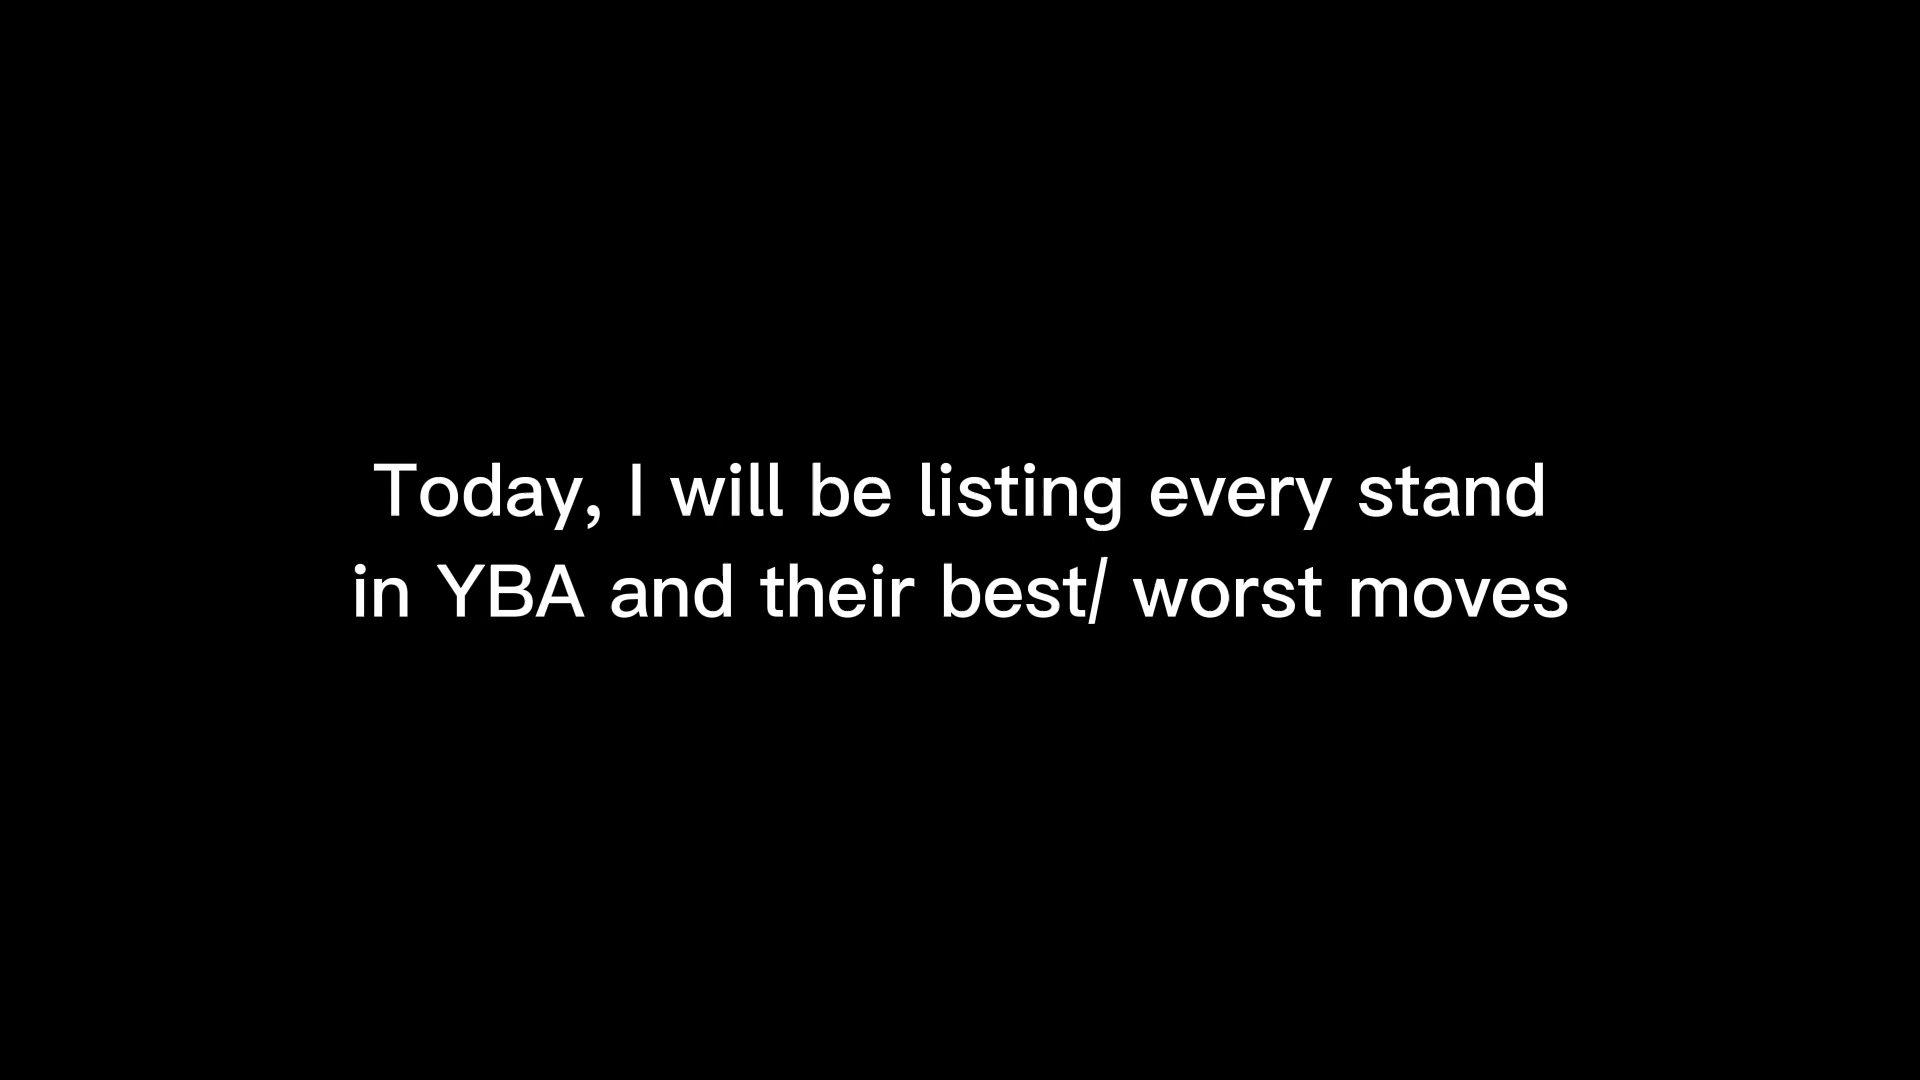 Today, I will be listing every stand
in YBA and their best/ worst moves